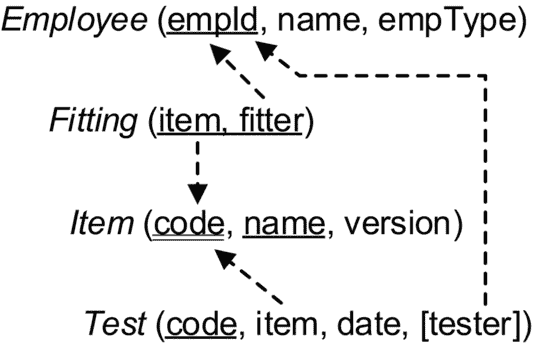 Employee (empId, name, empType)
Fitting (item, fitter)
Item (code, name, version)
Test (code, item, date, [tester])